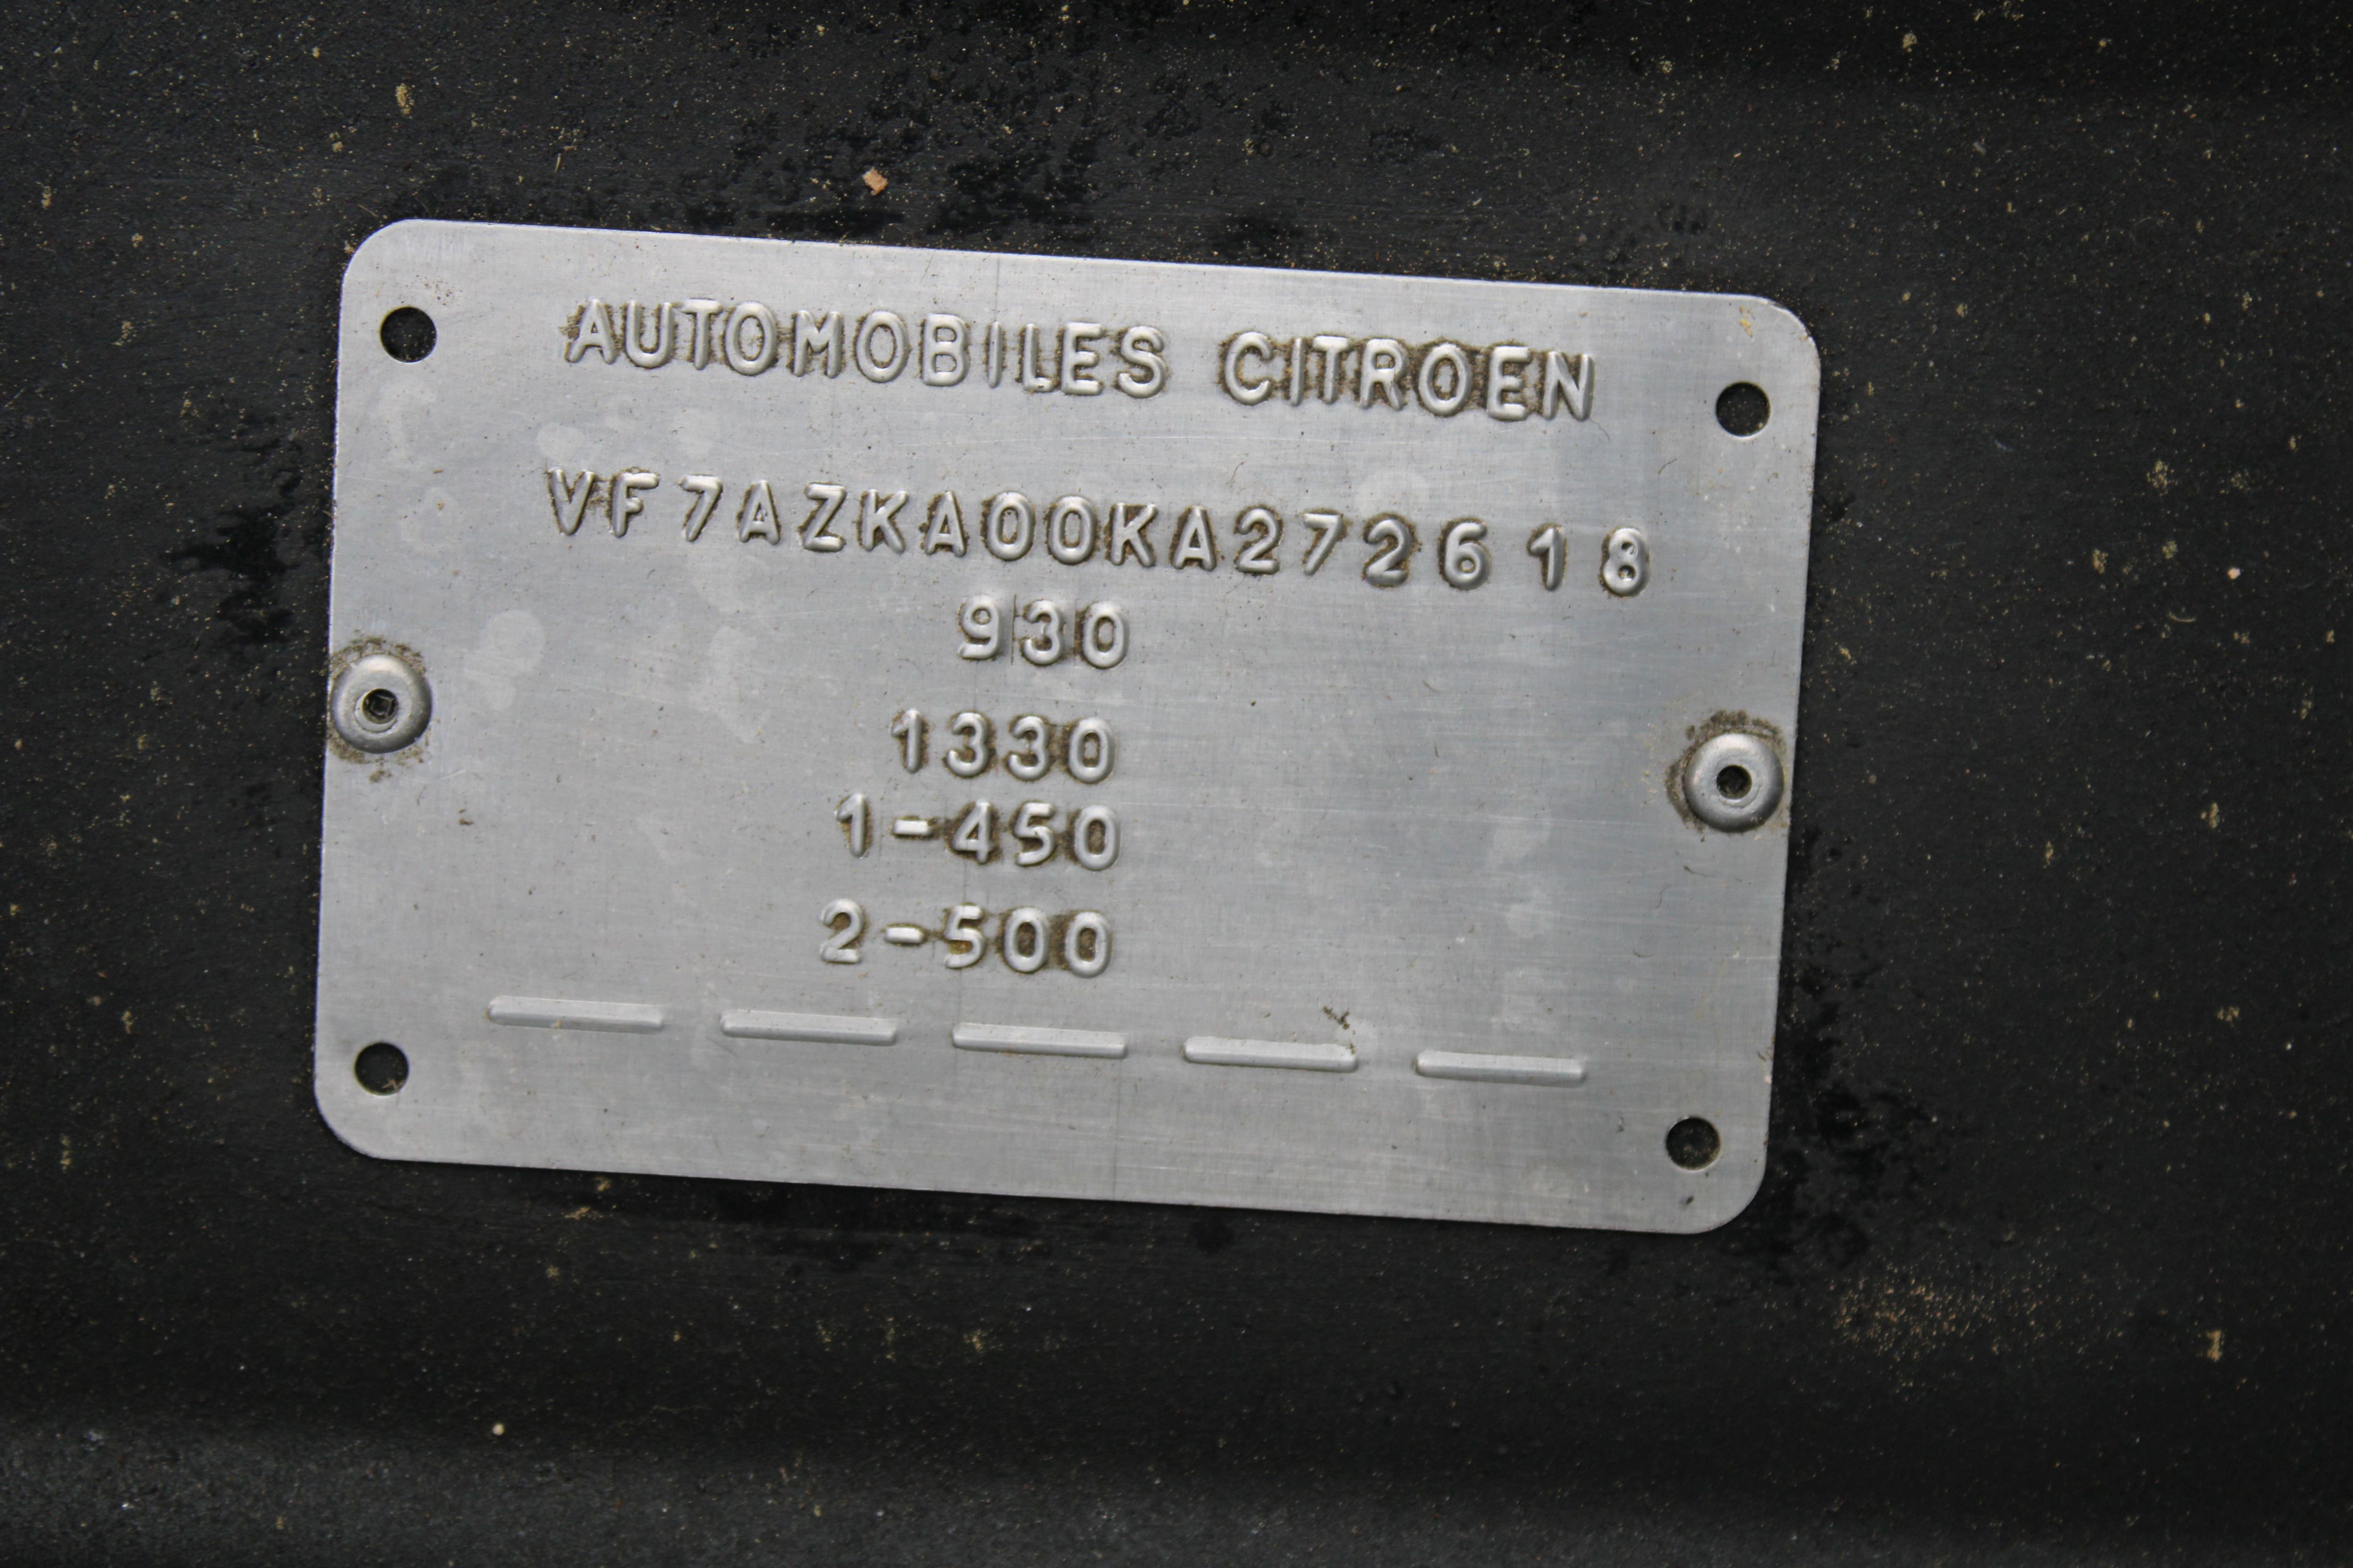 AUTOMOBILES CITROEN
VF7AZKA00KA272618
930
1330
1-450
2-500